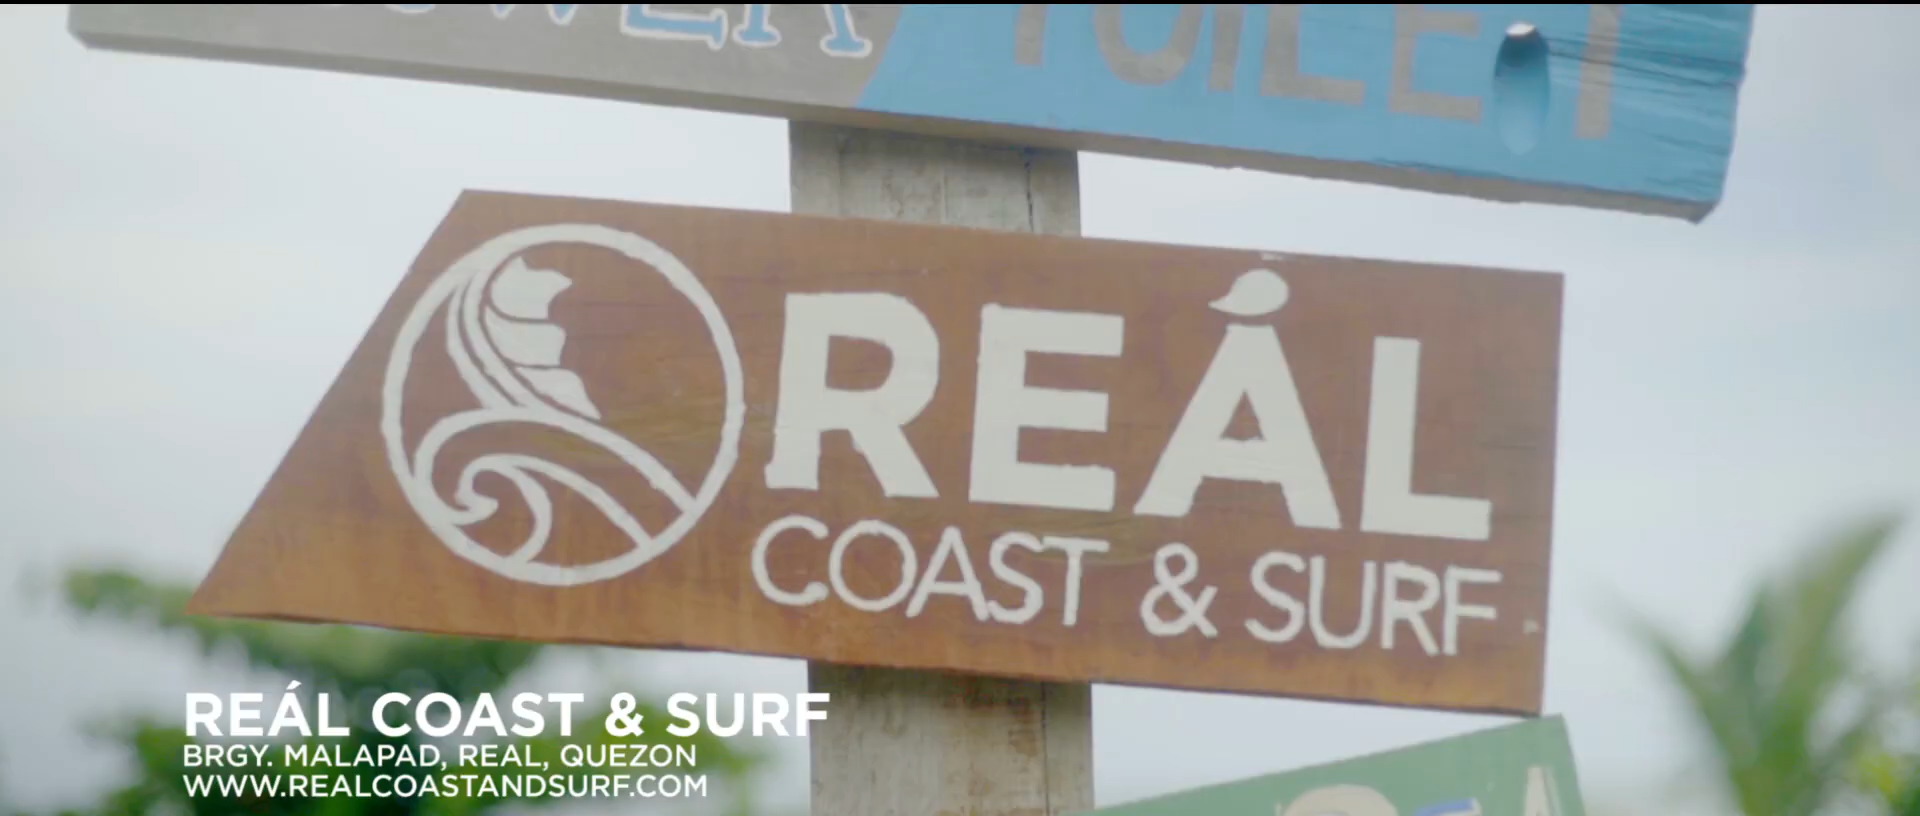 TOILET
REÁL
COAST & SURF
REÁL COAST & SURF
BRGY. MALAPAD, REAL, QUEZON
WWW.REALCOASTANDSURF.COM